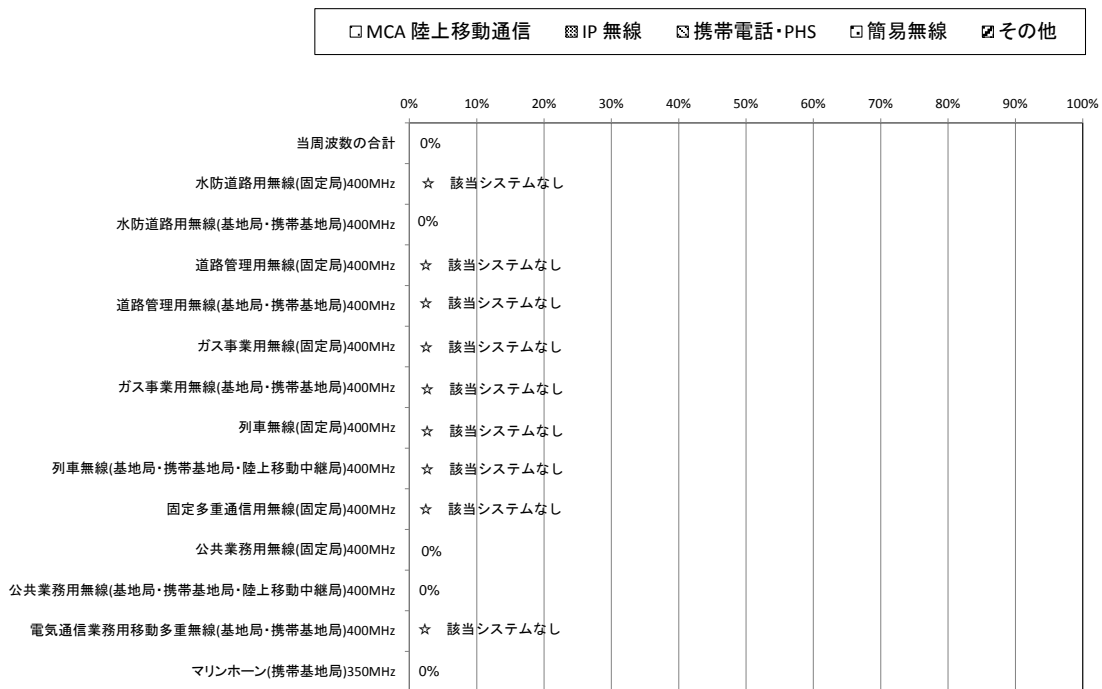 MCA 陸上移動通信 IP 無線 携帯電話・PHS 簡易無線 その他
0% 10% 20% 30% 40% 50% 60% 70% 80% 90% 100%
当周波数の合計 0%
水防道路用無線(固定局)400MHz ☆ 該当システムなし
水防道路用無線(基地局・携帯基地局)400MHz 0%
道路管理用無線(固定局)400MHz ☆ 該当システムなし
道路管理用無線(基地局・携帯基地局)400MHz ☆ 該当システムなし
ガス事業用無線(固定局)400MHz ☆ 該当システムなし
ガス事業用無線(基地局・携帯基地局)400MHz ☆ 該当システムなし
列車無線(固定局)400MHz ☆ 該当システムなし
列車無線(基地局・携帯基地局・陸上移動中継局)400MHz ☆ 該当システムなし
固定多重通信用無線(固定局)400MHz ☆ 該当システムなし
公共業務用無線(固定局)400MHz 0%
公共業務用無線(基地局・携帯基地局・陸上移動中継局)400MHz 0%
電気通信業務用移動多重無線(基地局・携帯基地局)400MHz ☆ 該当システムなし
マリンホーン(携帯基地局)350MHz 0%